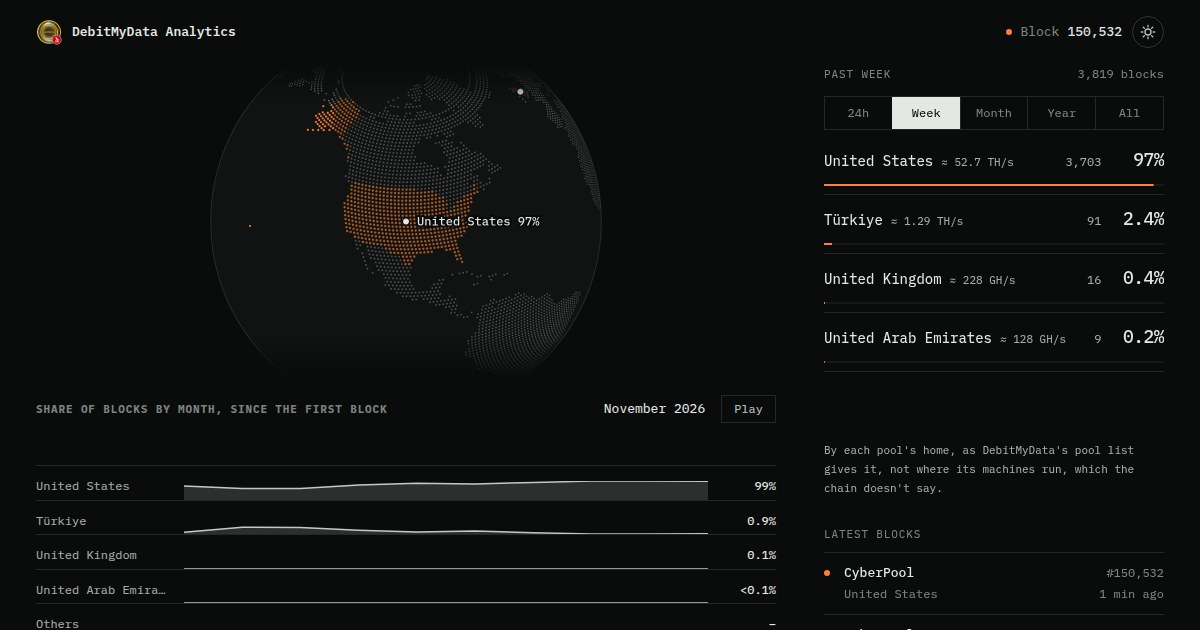 DebitMyData Analytics
Block 150,532
United States 97%
PAST WEEK 3,819 blocks
24h Week Month Year All
United States ≈ 52.7 TH/s 3,703 97%
Türkiye ≈ 1.29 TH/s 91 2.4%
United Kingdom ≈ 228 GH/s 16 0.4%
United Arab Emirates ≈ 128 GH/s 9 0.2%
SHARE OF BLOCKS BY MONTH, SINCE THE FIRST BLOCK November 2026 Play
United States 99%
Türkiye 0.9%
United Kingdom 0.1%
United Arab Emira… <0.1%
Others –
By each pool's home, as DebitMyData's pool list
gives it, not where its machines run, which the
chain doesn't say.
LATEST BLOCKS
CyberPool #150,532
United States 1 min ago